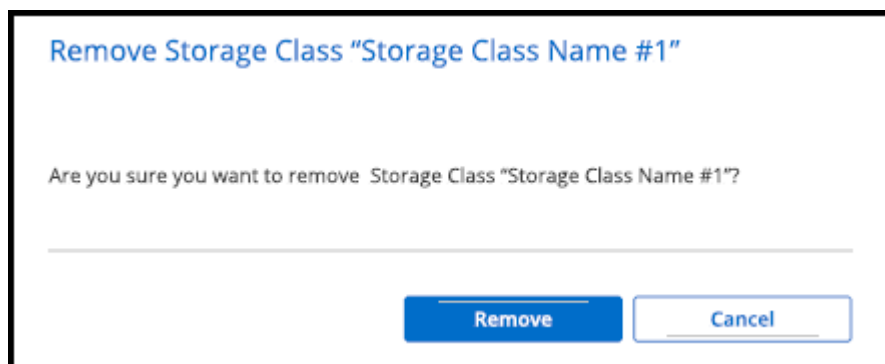 Remove Storage Class “Storage Class Name #1”
Are you sure you want to remove  Storage Class “Storage Class Name #1”?
Remove
Cancel